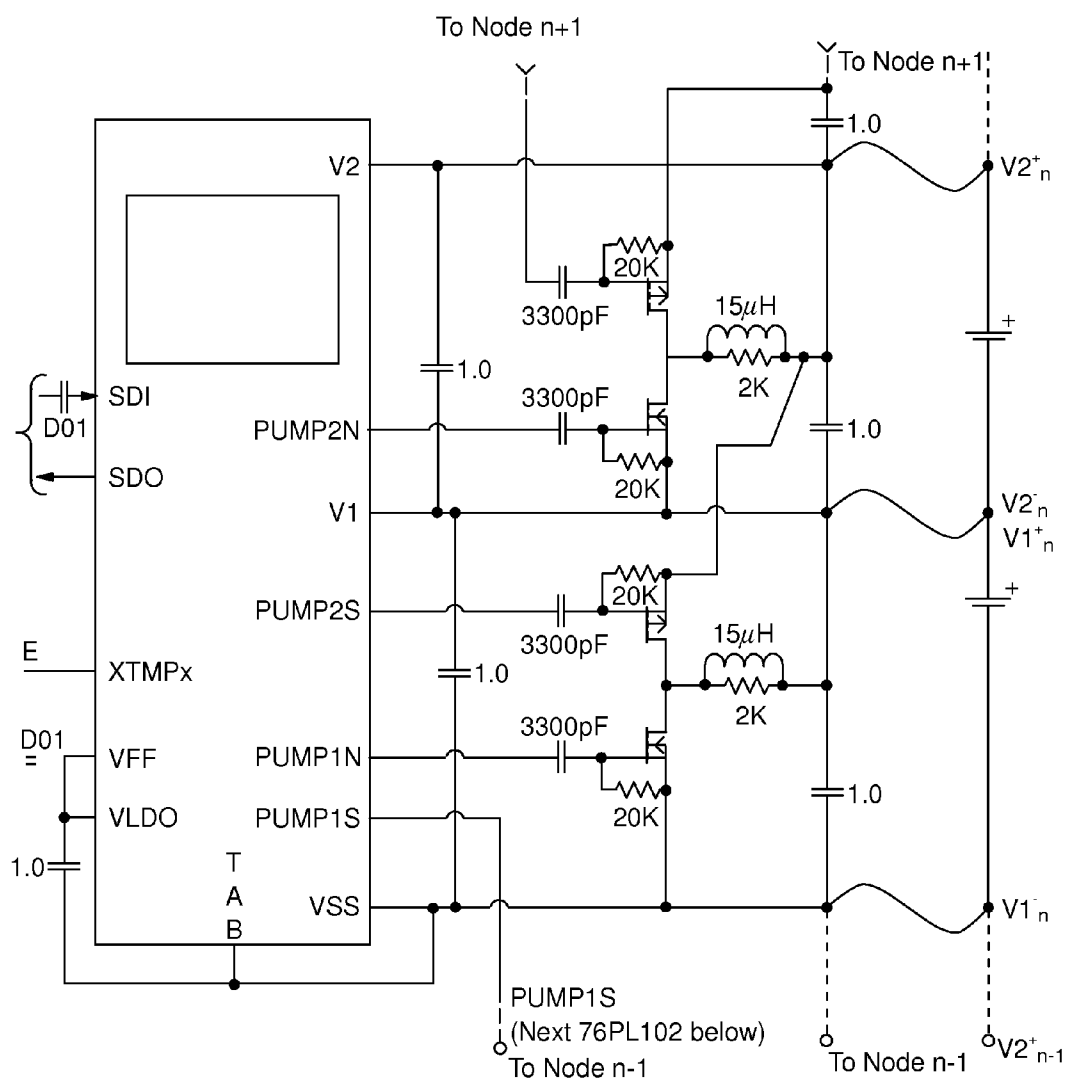 To Node n+1
To Node n+1
1.0
V2
V2⁺ₙ
20K
3300pF
15μH
+
1.0
2K
3300pF
SDI
D01
PUMP2N
1.0
SDO
20K
V1
V2⁻ₙ
V1⁺ₙ
20K
+
PUMP2S
3300pF
15μH
E
XTMPx
1.0
2K
3300pF
D01
VFF
PUMP1N
1.0
VLDO
PUMP1S
20K
1.0
T
A
B
VSS
V1⁻ₙ
PUMP1S
(Next 76PL102 below)
To Node n-1
To Node n-1
V2⁺ₙ₋₁